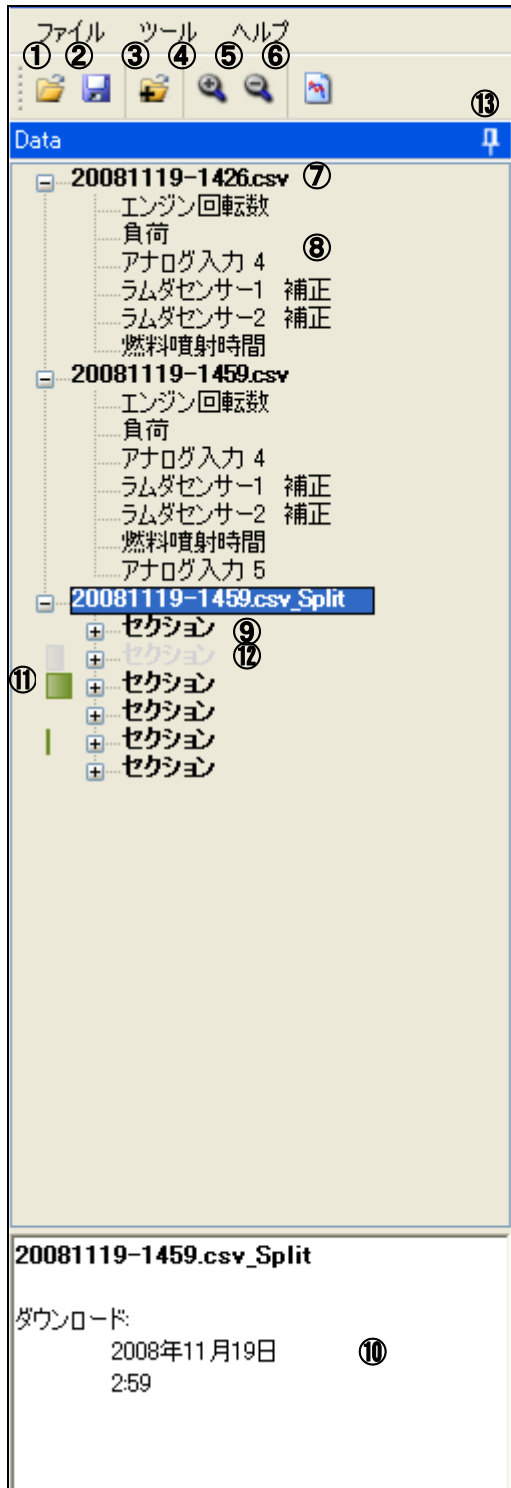 ファイル ツール ヘルプ
① ② ③ ④ ⑤ ⑥
⑬
Data
20081119-1426.csv ⑦
エンジン回転数
負荷
⑧
アナログ入力 4
ラムダセンサー1 補正
ラムダセンサー2 補正
燃料噴射時間
20081119-1459.csv
エンジン回転数
負荷
アナログ入力 4
ラムダセンサー1 補正
ラムダセンサー2 補正
燃料噴射時間
アナログ入力 5
20081119-1459.csv_Split
セクション ⑨
セクション ⑫
⑪ セクション
セクション
セクション
セクション
20081119-1459.csv_Split
ダウンロード:
2008年11月19日 ⑩
2:59